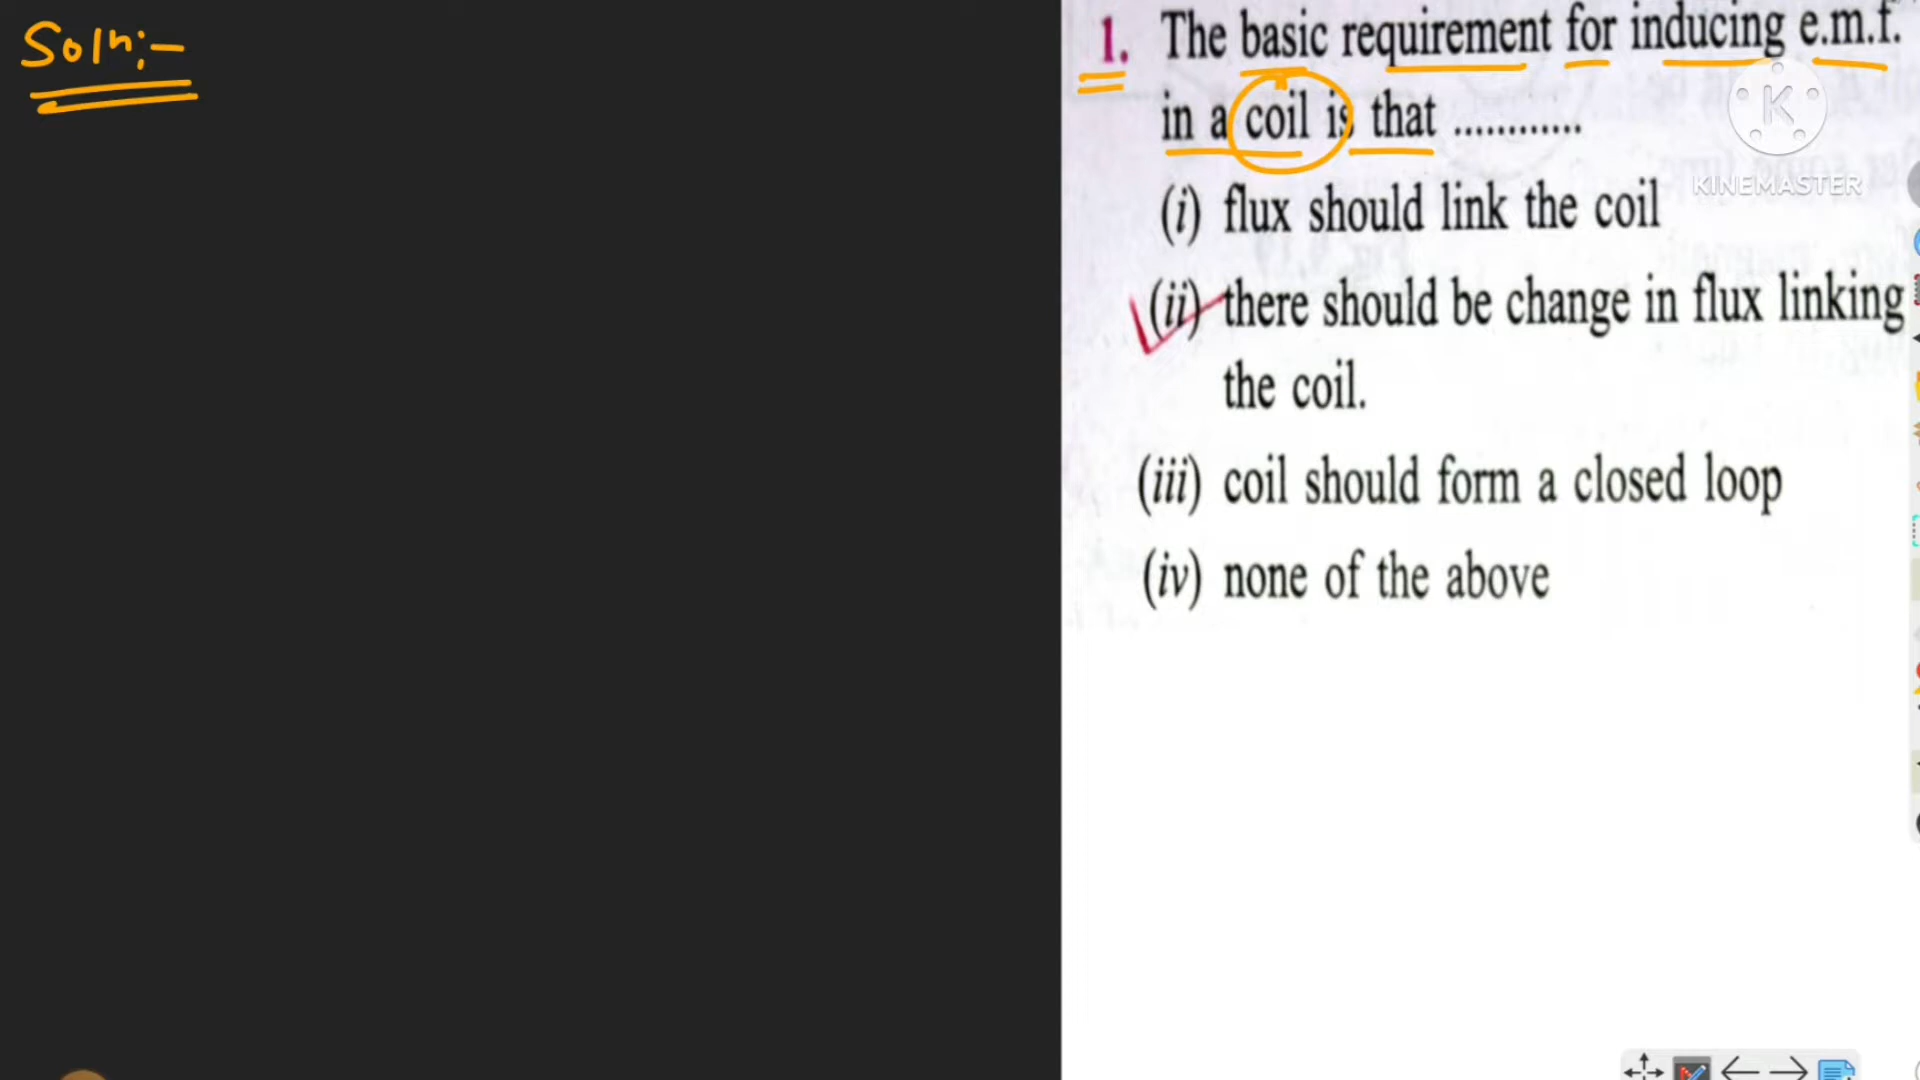 Soln:-
1. The basic requirement for inducing e.m.f.
in a coil is that ............
(i) flux should link the coil
(ii) there should be change in flux linking
the coil.
(iii) coil should form a closed loop
(iv) none of the above
KINEMASTER